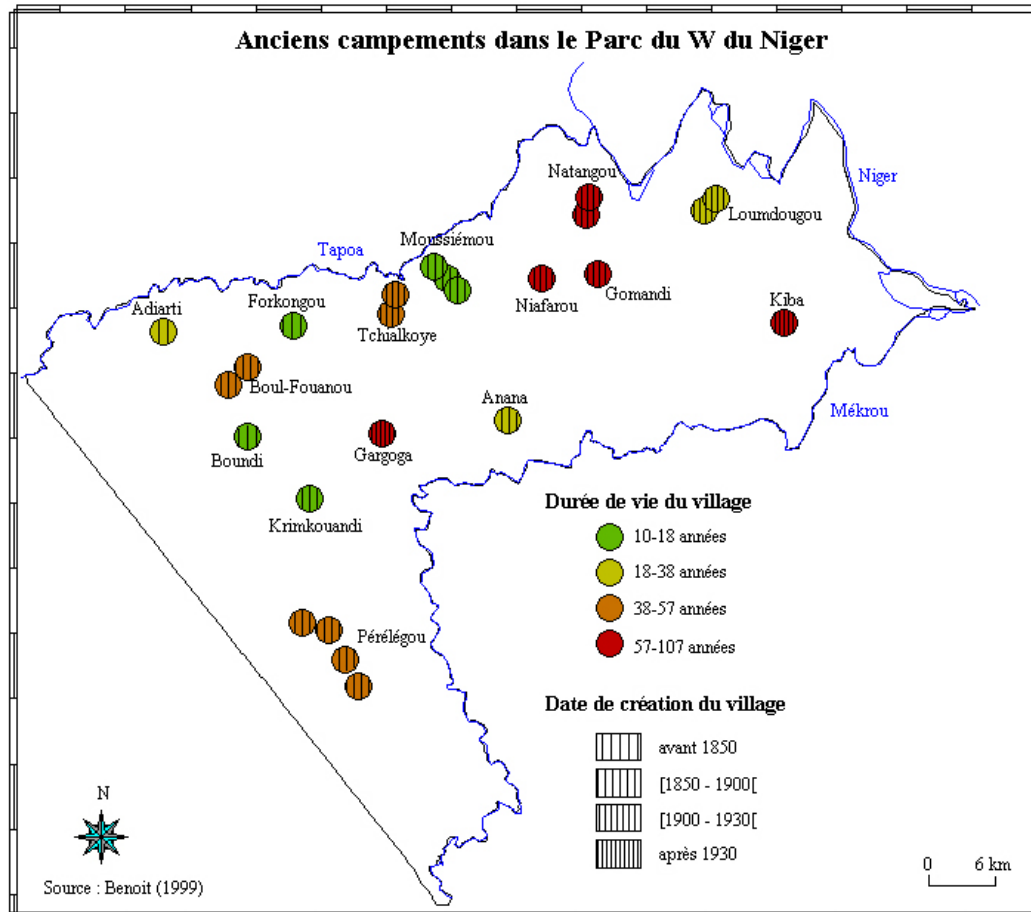 Anciens campements dans le Parc du W du Niger
Natangou
Niger
Loumdougou
Moussiémou
Tapoa
Niafarou
Gomandi
Kiba
Adiarti
Forkongou
Tchialkoye
Boul-Fouanou
Anana
Mékrou
Boundi
Gargoga
Krimkouandi
Pérélégou
Durée de vie du village
10-18 années
18-38 années
38-57 années
57-107 années
Date de création du village
avant 1850
[1850 - 1900[
[1900 - 1930[
après 1930
N
Source : Benoit (1999)
0 6 km